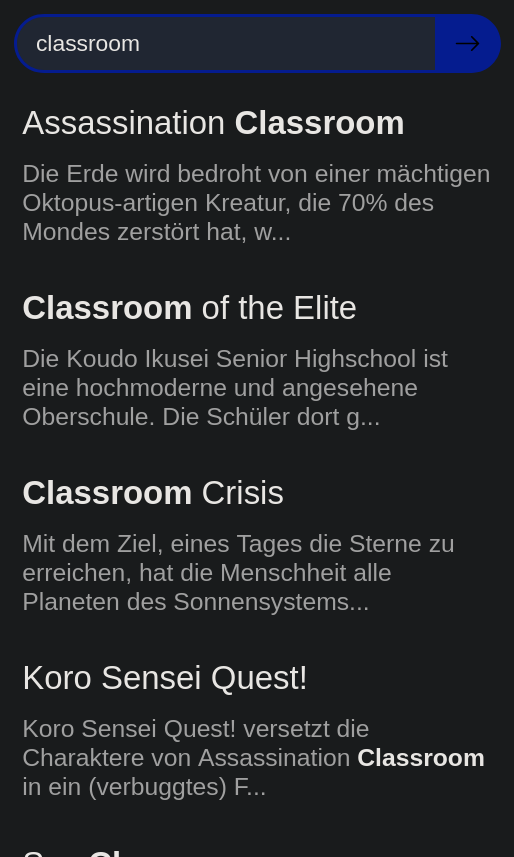 classroom
Assassination Classroom
Die Erde wird bedroht von einer mächtigen
Oktopus-artigen Kreatur, die 70% des
Mondes zerstört hat, w...
Classroom of the Elite
Die Koudo Ikusei Senior Highschool ist
eine hochmoderne und angesehene
Oberschule. Die Schüler dort g...
Classroom Crisis
Mit dem Ziel, eines Tages die Sterne zu
erreichen, hat die Menschheit alle
Planeten des Sonnensystems...
Koro Sensei Quest!
Koro Sensei Quest! versetzt die
Charaktere von Assassination Classroom
in ein (verbuggtes) F...